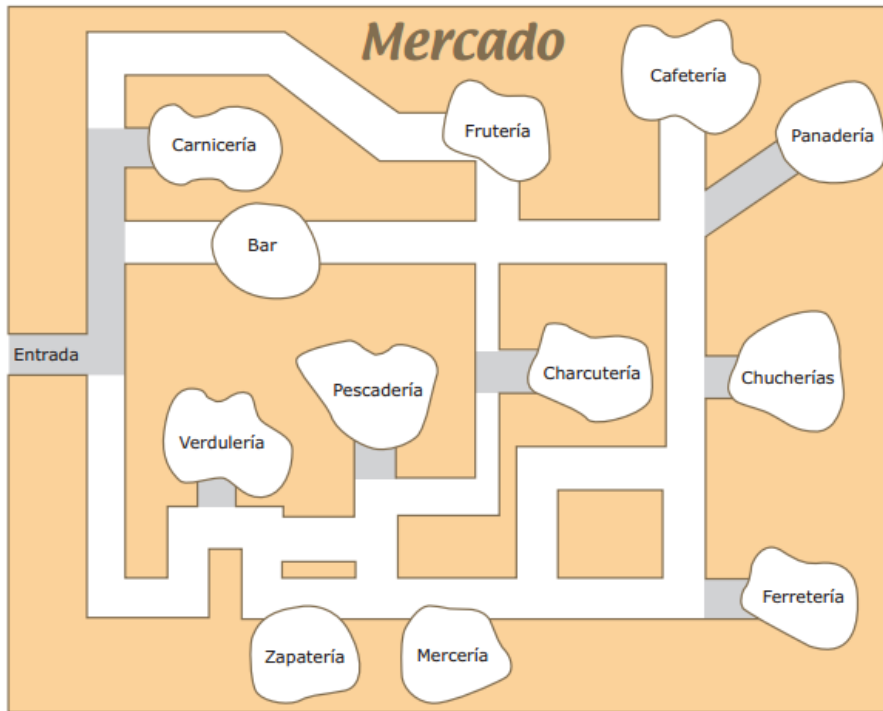 Mercado
Cafetería
Frutería
Panadería
Carnicería
Bar
Entrada
Charcutería
Chucherías
Pescadería
Verdulería
Ferretería
Zapatería
Mercería